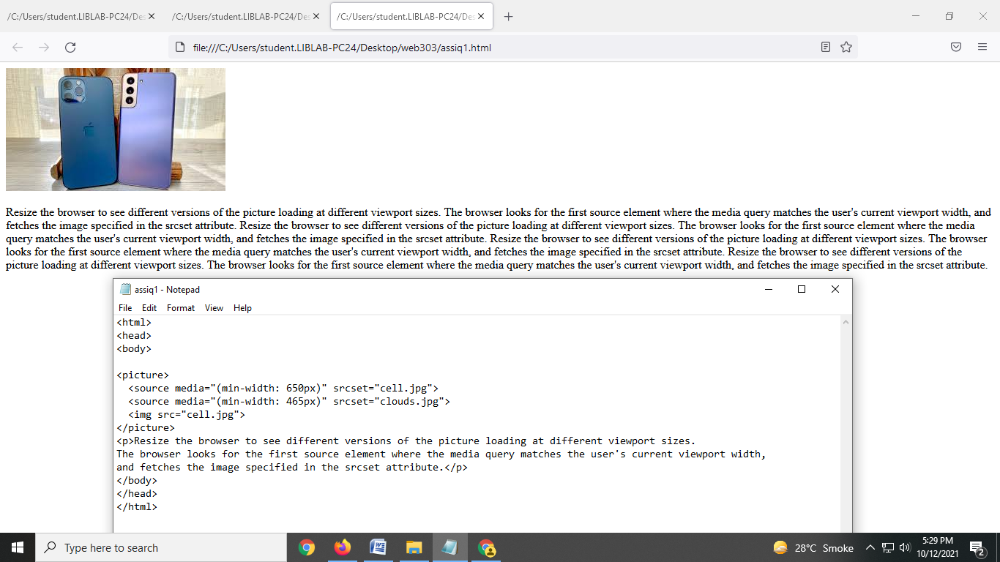 /C:/Users/student.LIBLAB-PC24/Des
/C:/Users/student.LIBLAB-PC24/Des
/C:/Users/student.LIBLAB-PC24/Des
file:///C:/Users/student.LIBLAB-PC24/Desktop/web303/assiq1.html
Resize the browser to see different versions of the picture loading at different viewport sizes. The browser looks for the first source element where the media query matches the user's current viewport width, and
fetches the image specified in the srcset attribute. Resize the browser to see different versions of the picture loading at different viewport sizes. The browser looks for the first source element where the media
query matches the user's current viewport width, and fetches the image specified in the srcset attribute. Resize the browser to see different versions of the picture loading at different viewport sizes. The browser
looks for the first source element where the media query matches the user's current viewport width, and fetches the image specified in the srcset attribute. Resize the browser to see different versions of the
picture loading at different viewport sizes. The browser looks for the first source element where the media query matches the user's current viewport width, and fetches the image specified in the srcset attribute.
assiq1 - Notepad
File Edit Format View Help
<html>
<head>
<body>
<picture>
  <source media="(min-width: 650px)" srcset="cell.jpg">
  <source media="(min-width: 465px)" srcset="clouds.jpg">
  <img src="cell.jpg">
</picture>
<p>Resize the browser to see different versions of the picture loading at different viewport sizes.
The browser looks for the first source element where the media query matches the user's current viewport width,
and fetches the image specified in the srcset attribute.</p>
</body>
</head>
</html>
Type here to search
28°C Smoke
5:29 PM
10/12/2021
2